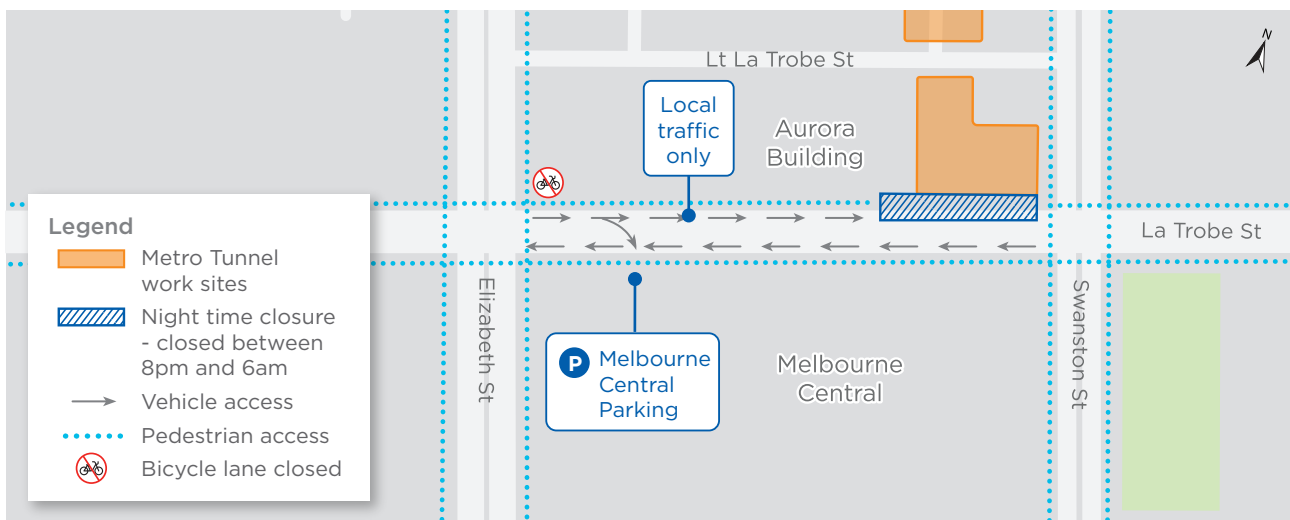 N
Lt La Trobe St
Local
traffic
only
Aurora
Building
Legend
Metro Tunnel
work sites
Night time closure
- closed between
8pm and 6am
Vehicle access
Pedestrian access
Bicycle lane closed
La Trobe St
Elizabeth St
P Melbourne
Central
Parking
Melbourne
Central
Swanston St